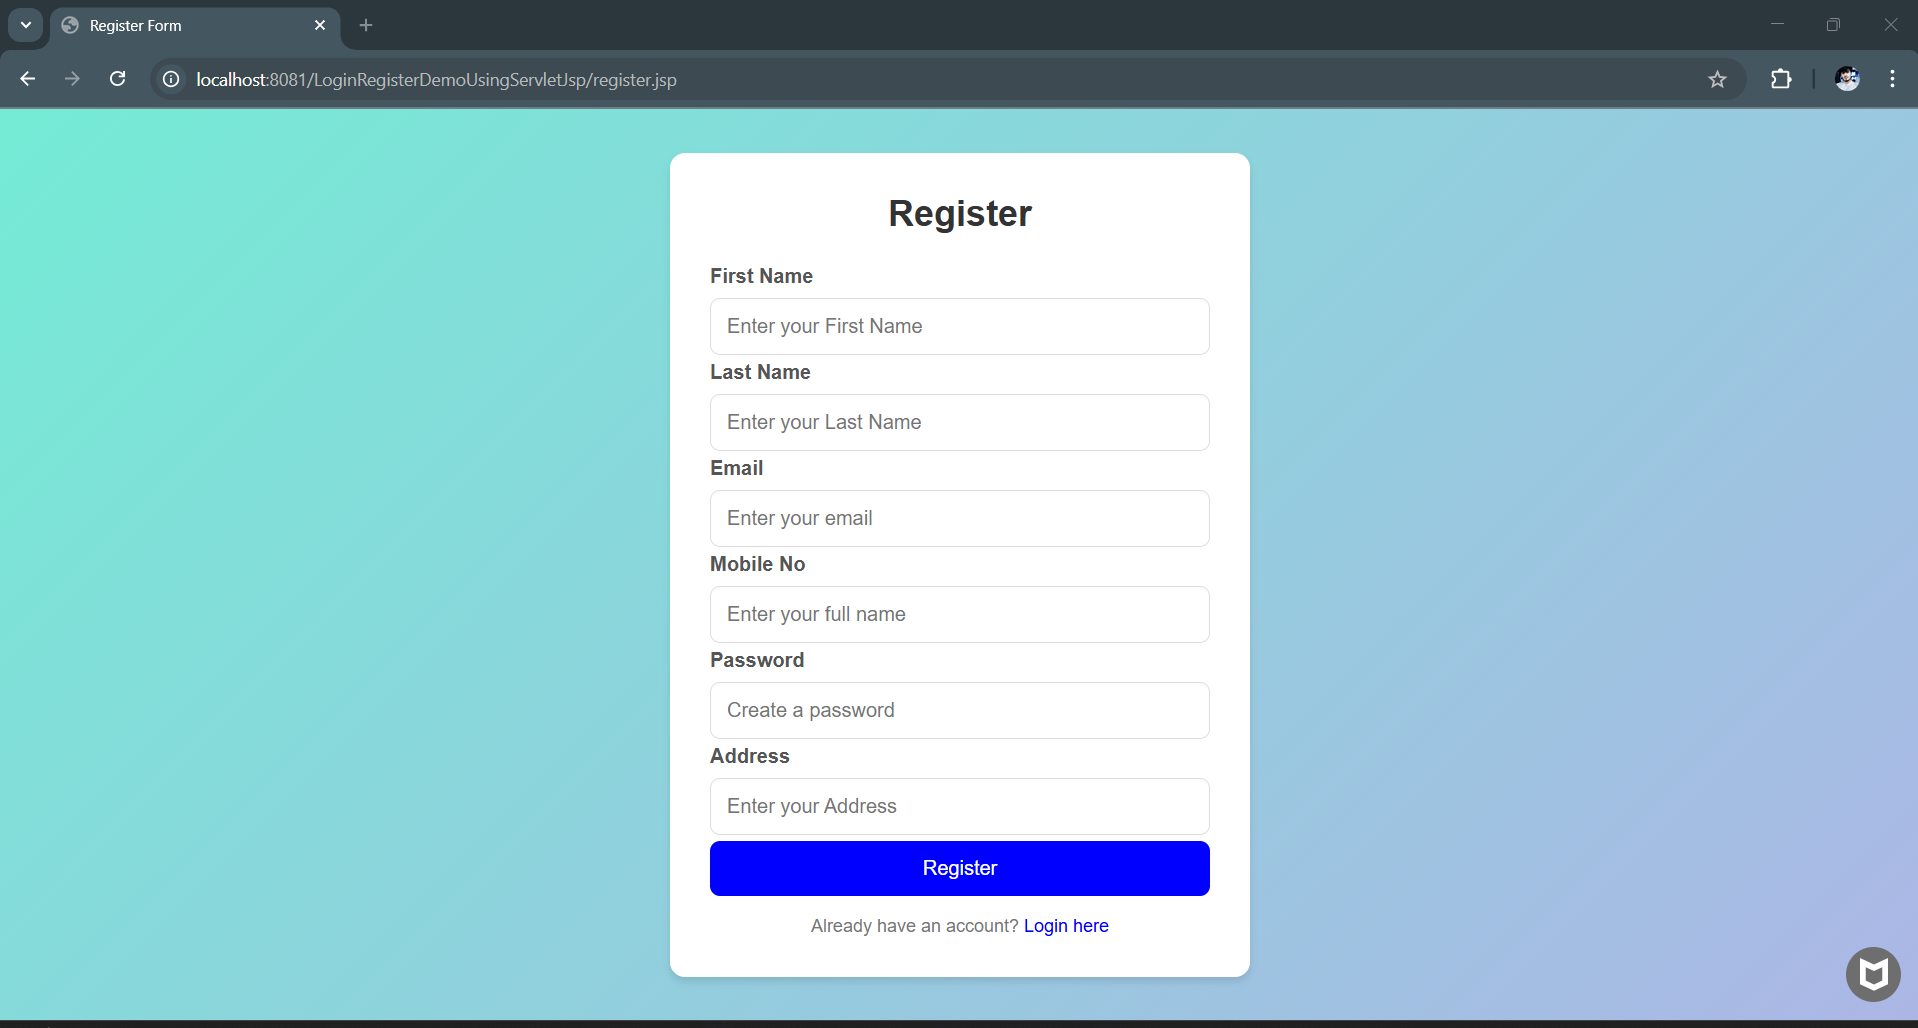 Register Form
localhost:8081/LoginRegisterDemoUsingServletJsp/register.jsp
Register
First Name
Enter your First Name
Last Name
Enter your Last Name
Email
Enter your email
Mobile No
Enter your full name
Password
Create a password
Address
Enter your Address
Register
Already have an account? Login here